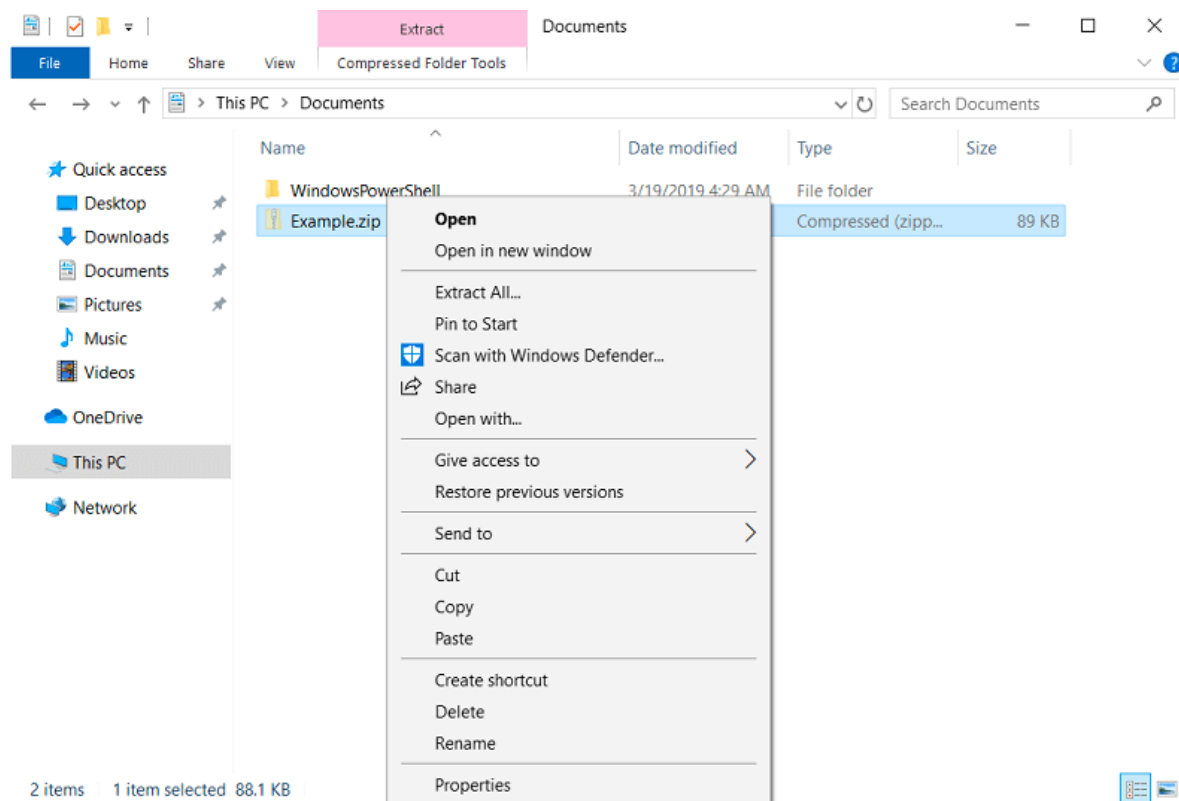 Extract
Documents
File
Home
Share
View
Compressed Folder Tools
?
This PC
Documents
Search Documents
Name
Date modified
Type
Size
Quick access
WindowsPowerShell
3/19/2019 4:29 AM
File folder
Example.zip
Compressed (zipp...
89 KB
Desktop
Downloads
Documents
Pictures
Music
Videos
OneDrive
This PC
Network
Open
Open in new window
Extract All...
Pin to Start
Scan with Windows Defender...
Share
Open with...
Give access to
Restore previous versions
Send to
Cut
Copy
Paste
Create shortcut
Delete
Rename
Properties
2 items
1 item selected 88.1 KB